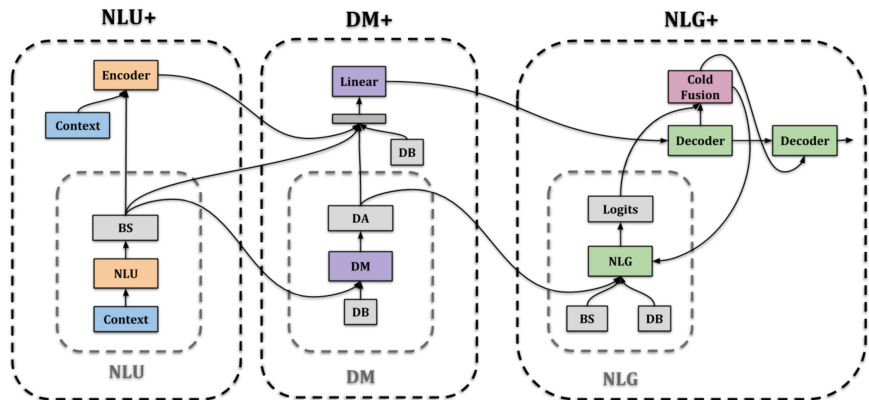 NLU+
DM+
NLG+
Encoder
Context
BS
NLU
Context
NLU
Linear
DB
DA
DM
DB
DM
Cold
Fusion
Decoder
Decoder
Logits
NLG
BS
DB
NLG